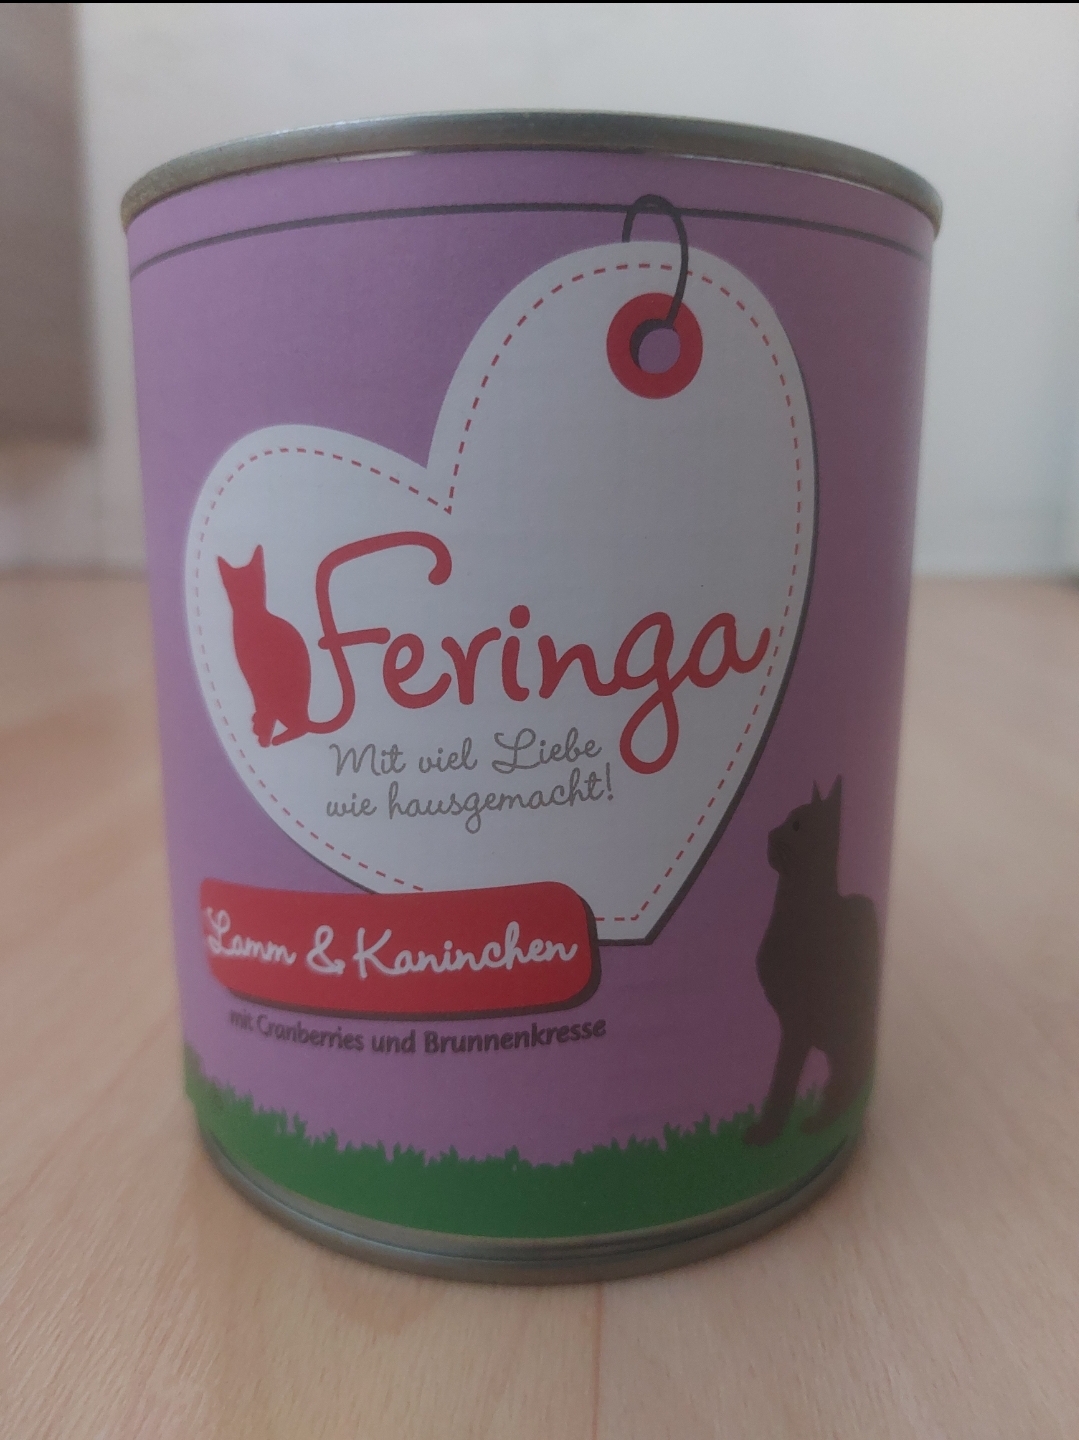 Feringa
Mit viel Liebe
wie hausgemacht!
Lamm & Kaninchen
mit Cranberries und Brunnenkresse